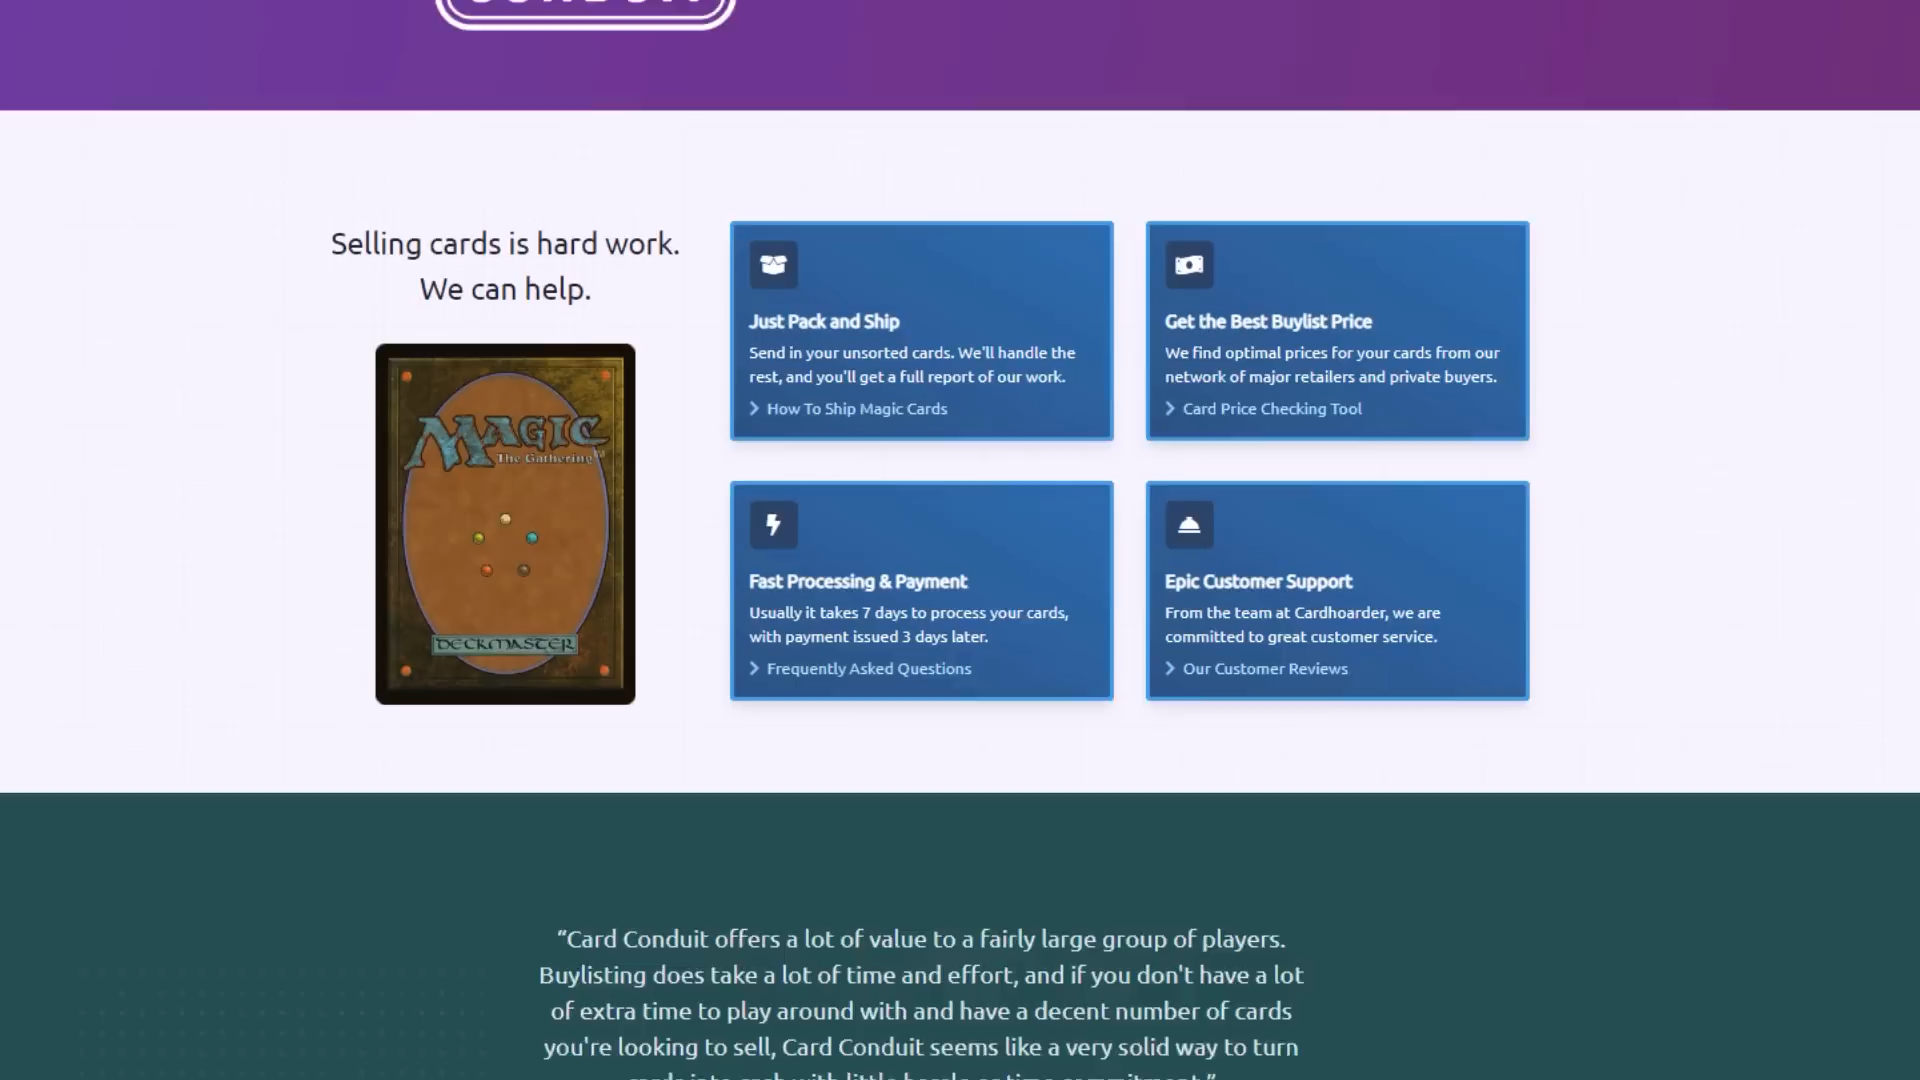 Selling cards is hard work.
We can help.
MAGIC
The Gathering
DECKMASTER
Just Pack and Ship
Send in your unsorted cards. We'll handle the
rest, and you'll get a full report of our work.
How To Ship Magic Cards
Get the Best Buylist Price
We find optimal prices for your cards from our
network of major retailers and private buyers.
Card Price Checking Tool
Fast Processing & Payment
Usually it takes 7 days to process your cards,
with payment issued 3 days later.
Frequently Asked Questions
Epic Customer Support
From the team at Cardhoarder, we are
committed to great customer service.
Our Customer Reviews
“Card Conduit offers a lot of value to a fairly large group of players.
Buylisting does take a lot of time and effort, and if you don't have a lot
of extra time to play around with and have a decent number of cards
you're looking to sell, Card Conduit seems like a very solid way to turn